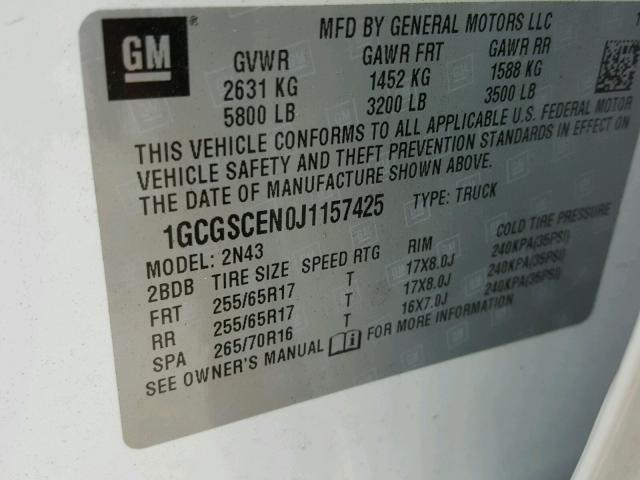 GM
MFD BY GENERAL MOTORS LLC
GVWR GAWR FRT GAWR RR
2631 KG 1452 KG 1588 KG
5800 LB 3200 LB 3500 LB
THIS VEHICLE CONFORMS TO ALL APPLICABLE U.S. FEDERAL MOTOR
VEHICLE SAFETY AND THEFT PREVENTION STANDARDS IN EFFECT ON
THE DATE OF MANUFACTURE SHOWN ABOVE.
1GCGSCEN0J1157425 TYPE: TRUCK
MODEL: 2N43
2BDB TIRE SIZE SPEED RTG RIM COLD TIRE PRESSURE
FRT 255/65R17 T 17X8.0J 240KPA(35PSI)
RR 255/65R17 T 17X8.0J 240KPA(35PSI)
SPA 265/70R16 T 16X7.0J 240KPA(35PSI)
SEE OWNER'S MANUAL FOR MORE INFORMATION